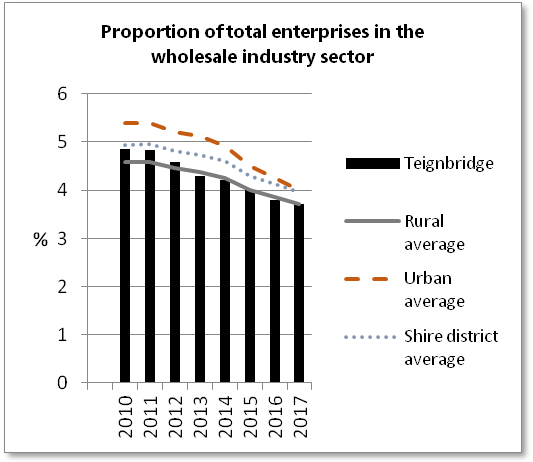 Proportion of total enterprises in the
wholesale industry sector
6
5
4
3
2
1
0
%
2010
2011
2012
2013
2014
2015
2016
2017
Teignbridge
Rural
average
Urban
average
Shire district
average